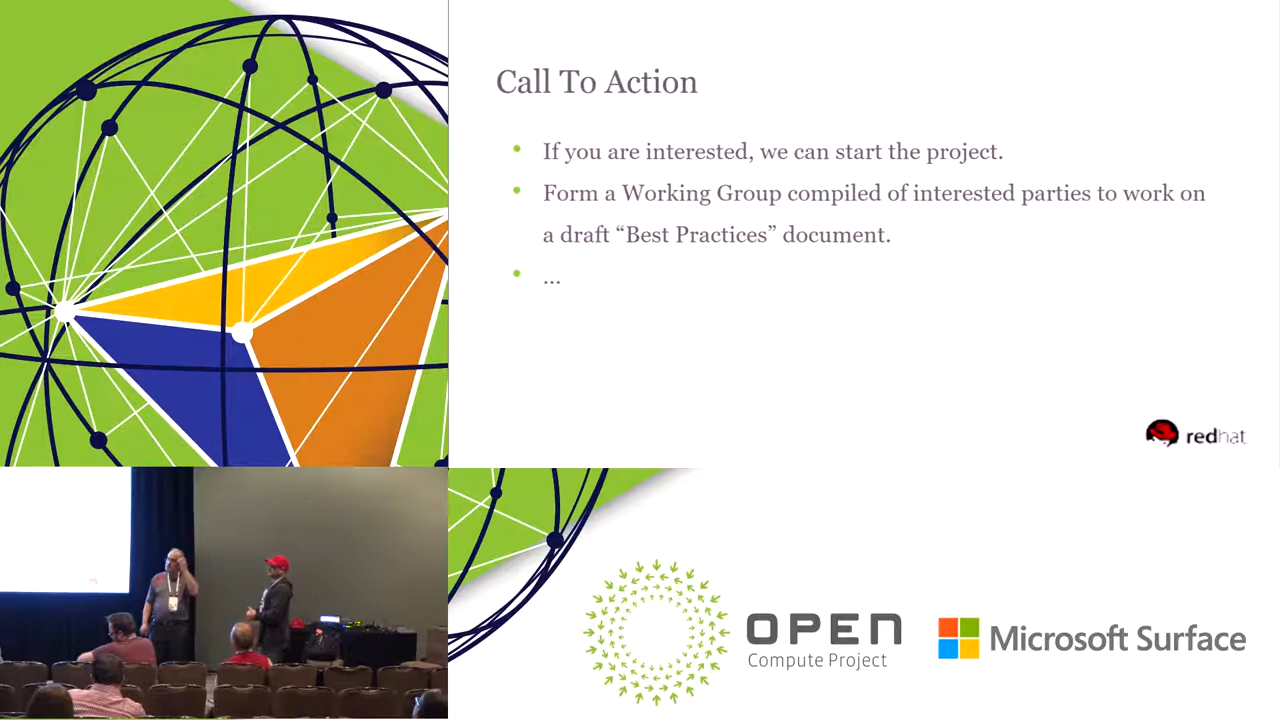 Call To Action
• If you are interested, we can start the project.
• Form a Working Group compiled of interested parties to work on
a draft “Best Practices” document.
• ...
redhat
OPEN
Compute Project
Microsoft Surface